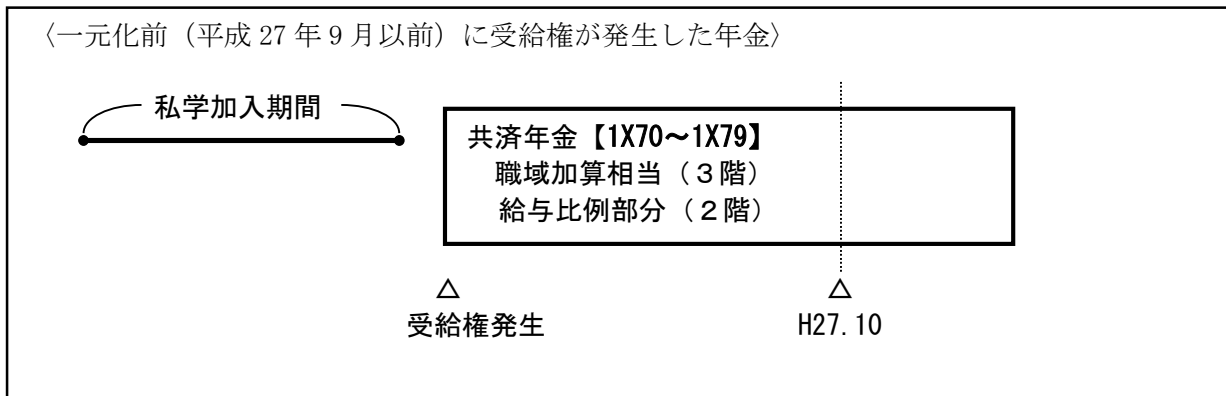 〈一元化前（平成 27 年 9 月以前）に受給権が発生した年金〉
私学加入期間
共済年金【1X70～1X79】
職域加算相当（３階）
給与比例部分（２階）
△ △
受給権発生 H27.10